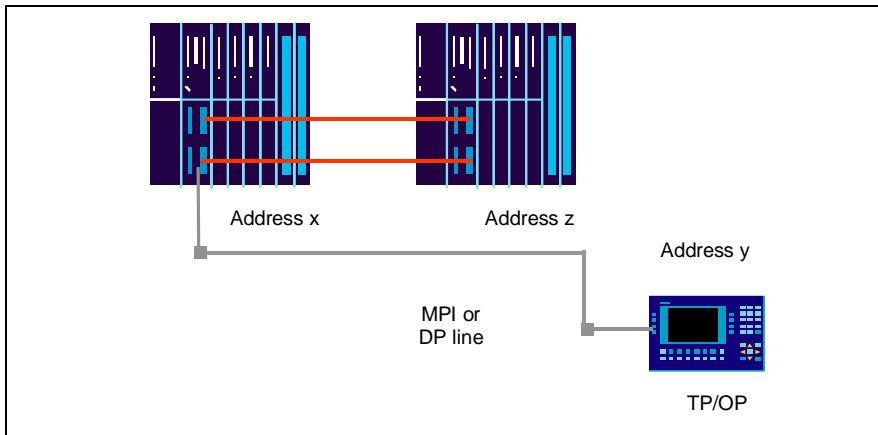 Address x
Address z
Address y
MPI or
DP line
TP/OP